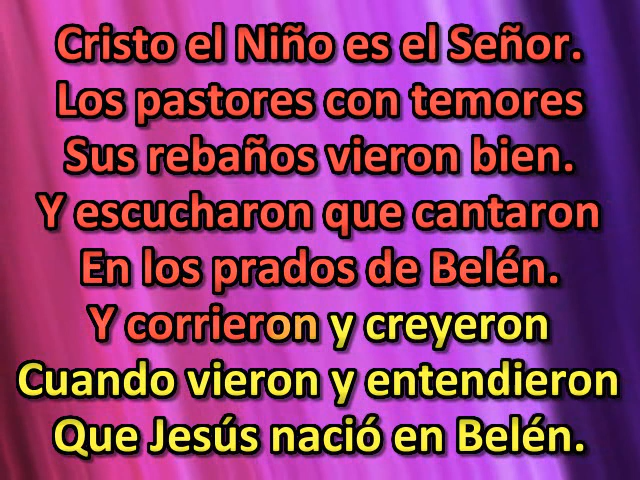 Cristo el Niño es el Señor.
Los pastores con temores
Sus rebaños vieron bien.
Y escucharon que cantaron
En los prados de Belén.
Y corrieron y creyeron
Cuando vieron y entendieron
Que Jesús nació en Belén.